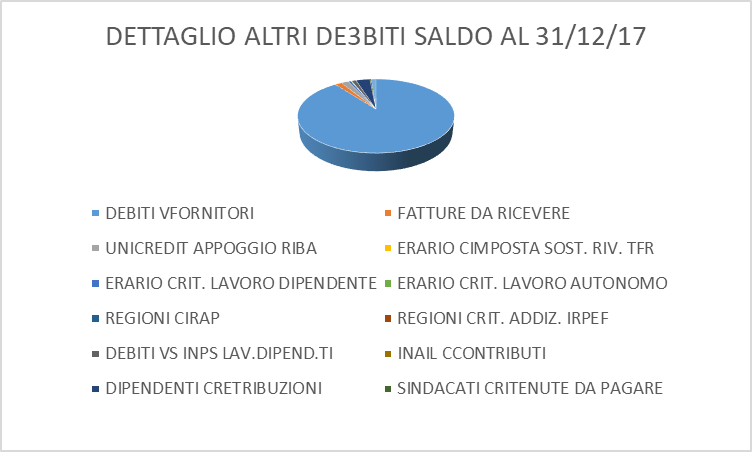 DETTAGLIO ALTRI DE3BITI SALDO AL 31/12/17
DEBITI VFORNITORI
FATTURE DA RICEVERE
UNICREDIT APPOGGIO RIBA
ERARIO CIMPOSTA SOST. RIV. TFR
ERARIO CRIT. LAVORO DIPENDENTE
ERARIO CRIT. LAVORO AUTONOMO
REGIONI CIRAP
REGIONI CRIT. ADDIZ. IRPEF
DEBITI VS INPS LAV.DIPEND.TI
INAIL CCONTRIBUTI
DIPENDENTI CRETRIBUZIONI
SINDACATI CRITENUTE DA PAGARE